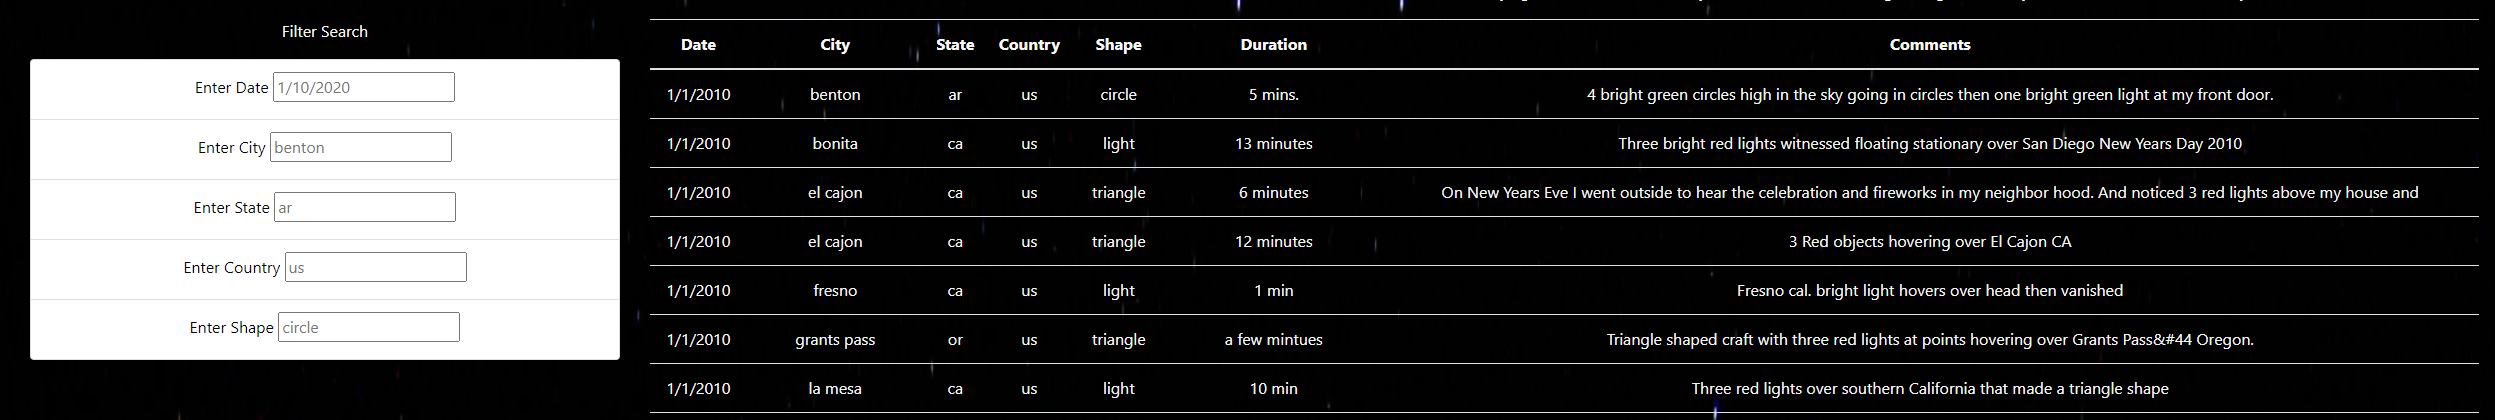 Filter Search
Enter Date 1/10/2020
Enter City benton
Enter State ar
Enter Country us
Enter Shape circle
Date City State Country Shape Duration Comments
1/1/2010 benton ar us circle 5 mins. 4 bright green circles high in the sky going in circles then one bright green light at my front door.
1/1/2010 bonita ca us light 13 minutes Three bright red lights witnessed floating stationary over San Diego New Years Day 2010
1/1/2010 el cajon ca us triangle 6 minutes On New Years Eve I went outside to hear the celebration and fireworks in my neighbor hood. And noticed 3 red lights above my house and
1/1/2010 el cajon ca us triangle 12 minutes 3 Red objects hovering over El Cajon CA
1/1/2010 fresno ca us light 1 min Fresno cal. bright light hovers over head then vanished
1/1/2010 grants pass or us triangle a few mintues Triangle shaped craft with three red lights at points hovering over Grants Pass&#44 Oregon.
1/1/2010 la mesa ca us light 10 min Three red lights over southern California that made a triangle shape